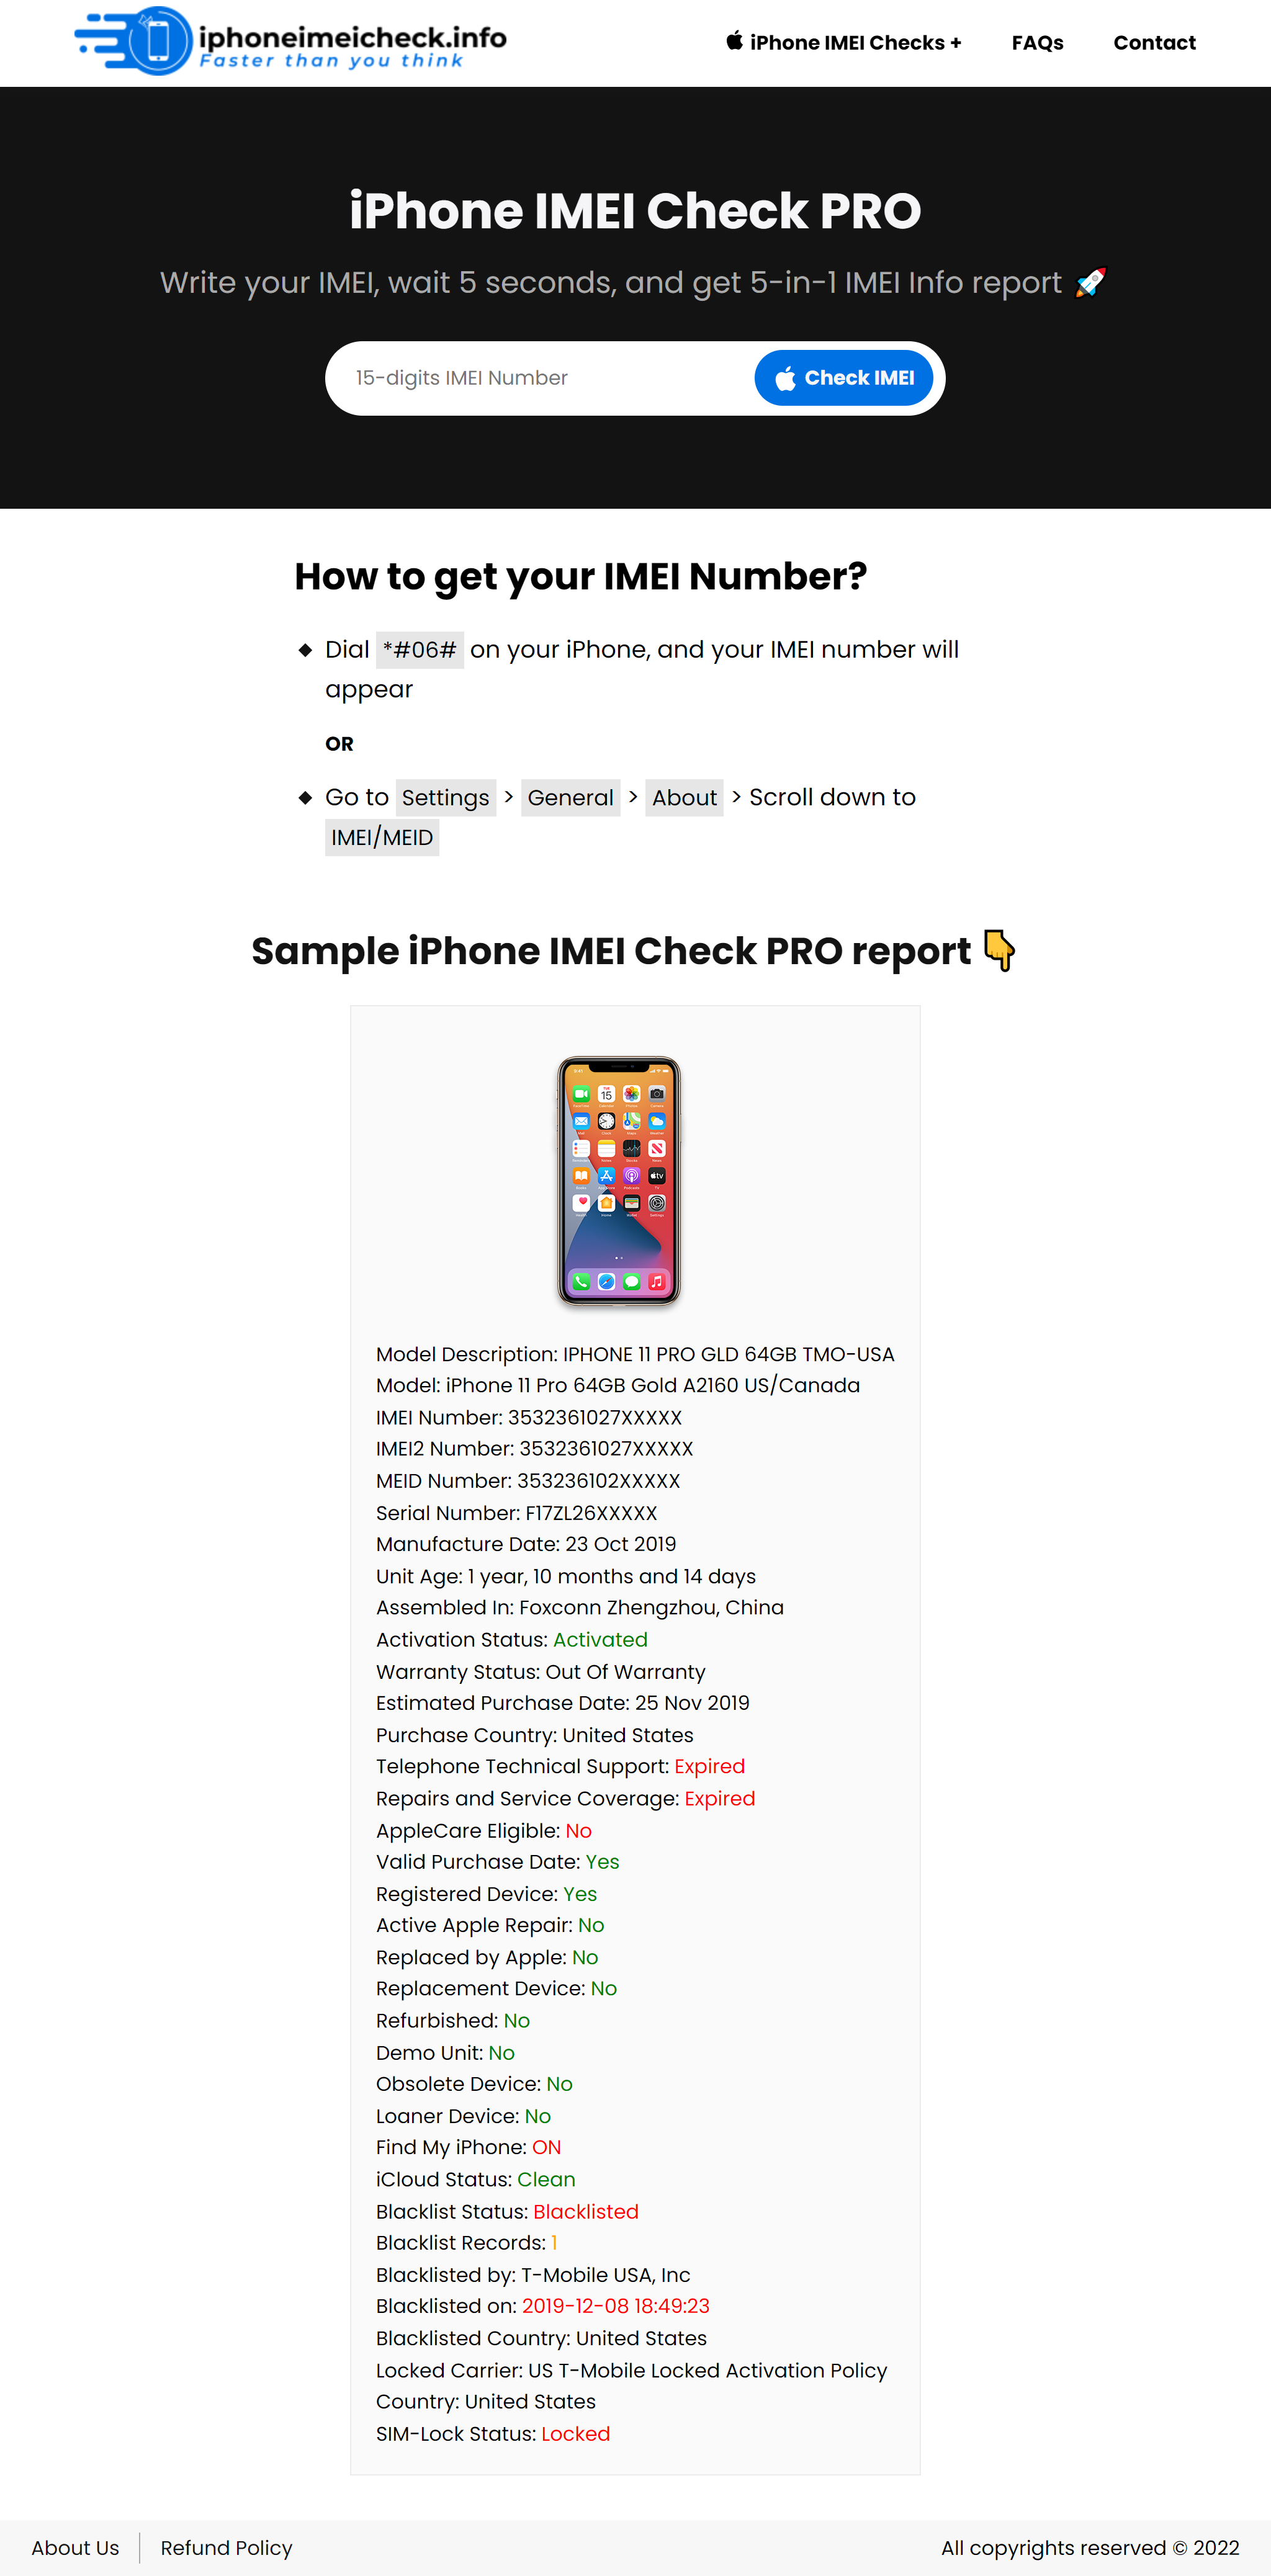 iphoneimeicheck.info
Faster than you think
iPhone IMEI Checks +
FAQs
Contact
iPhone IMEI Check PRO
Write your IMEI, wait 5 seconds, and get 5-in-1 IMEI Info report 🚀
15-digits IMEI Number
Check IMEI
How to get your IMEI Number?
◆ Dial *#06# on your iPhone, and your IMEI number will
appear
OR
◆ Go to Settings > General > About > Scroll down to
IMEI/MEID
Sample iPhone IMEI Check PRO report 👇
Model Description: IPHONE 11 PRO GLD 64GB TMO-USA
Model: iPhone 11 Pro 64GB Gold A2160 US/Canada
IMEI Number: 3532361027XXXXX
IMEI2 Number: 3532361027XXXXX
MEID Number: 353236102XXXXX
Serial Number: F17ZL26XXXXX
Manufacture Date: 23 Oct 2019
Unit Age: 1 year, 10 months and 14 days
Assembled In: Foxconn Zhengzhou, China
Activation Status: Activated
Warranty Status: Out Of Warranty
Estimated Purchase Date: 25 Nov 2019
Purchase Country: United States
Telephone Technical Support: Expired
Repairs and Service Coverage: Expired
AppleCare Eligible: No
Valid Purchase Date: Yes
Registered Device: Yes
Active Apple Repair: No
Replaced by Apple: No
Replacement Device: No
Refurbished: No
Demo Unit: No
Obsolete Device: No
Loaner Device: No
Find My iPhone: ON
iCloud Status: Clean
Blacklist Status: Blacklisted
Blacklist Records: 1
Blacklisted by: T-Mobile USA, Inc
Blacklisted on: 2019-12-08 18:49:23
Blacklisted Country: United States
Locked Carrier: US T-Mobile Locked Activation Policy
Country: United States
SIM-Lock Status: Locked
About Us
Refund Policy
All copyrights reserved © 2022